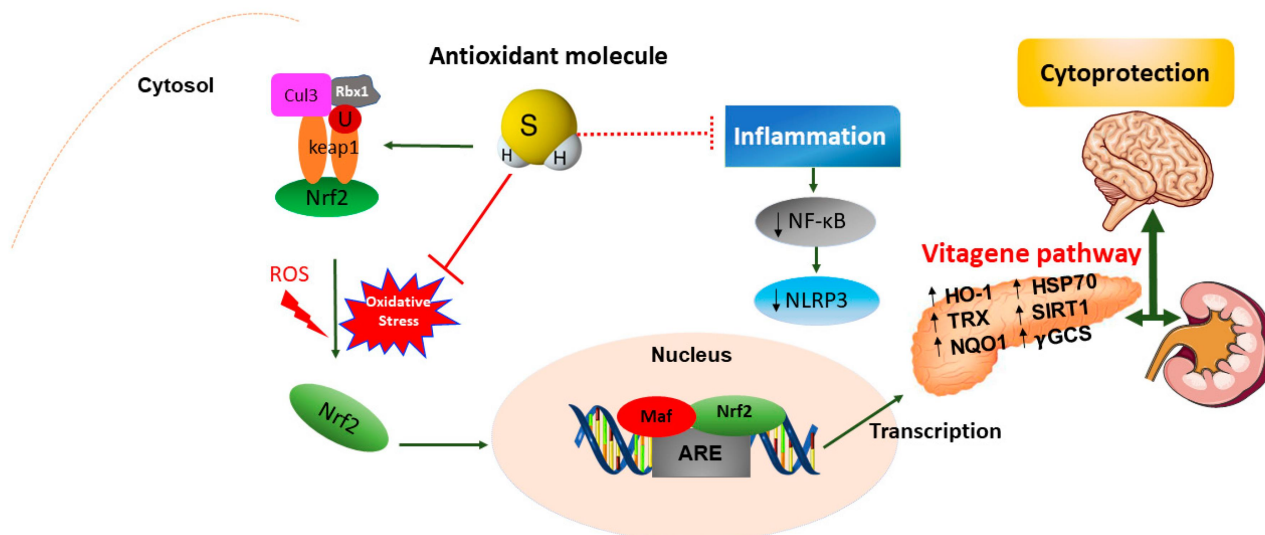 Antioxidant molecule
Cytosol
Cul3
Rbx1
U
keap1
Nrf2
S
H
H
Inflammation
↓ NF-κB
↓ NLRP3
Cytoprotection
ROS
Oxidative
Stress
Nrf2
Nucleus
Maf
Nrf2
ARE
Transcription
Vitagene pathway
↑ HO-1 ↑ HSP70
↑ TRX ↑ SIRT1
↑ NQO1 ↑ γGCS